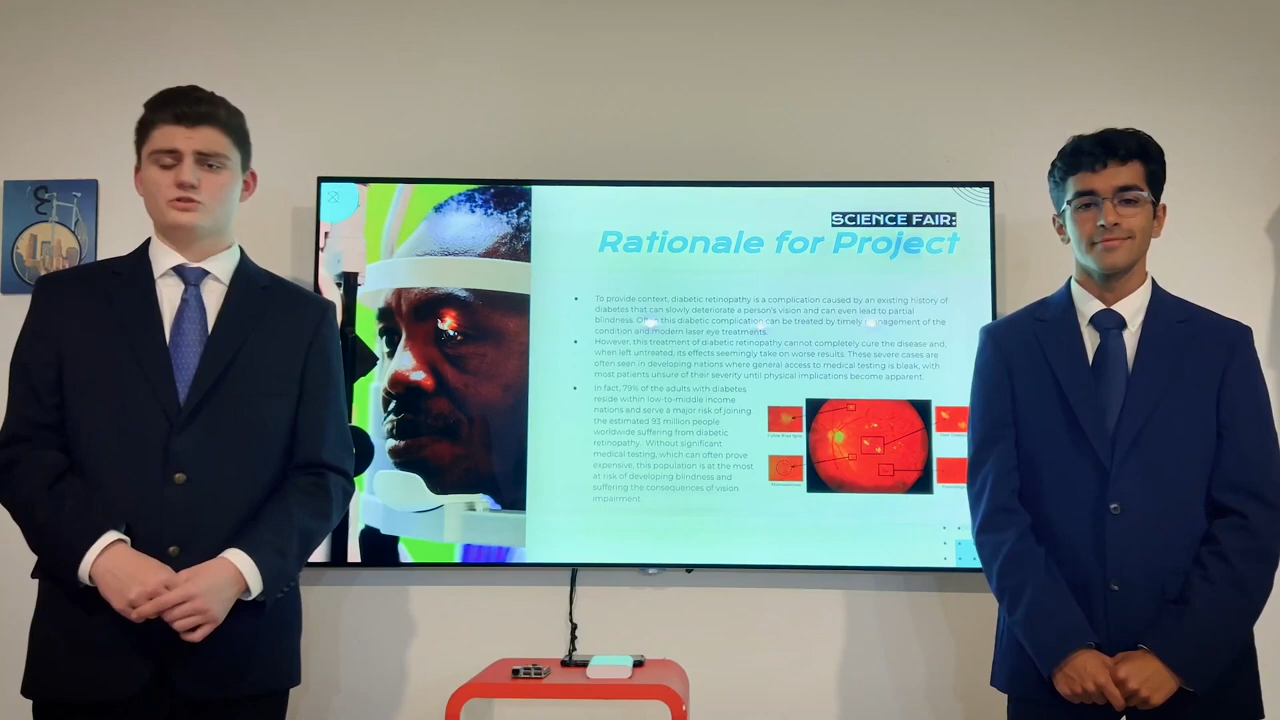 SCIENCE FAIR:
Rationale for Project
To provide context, diabetic retinopathy is a complication caused by an existing history of
diabetes that can slowly deteriorate a person's vision and can even lead to partial
blindness. Often this diabetic complication can be treated by timely management of the
condition and modern laser eye treatments.
However, this treatment of diabetic retinopathy cannot completely cure the disease and,
when left untreated, its effects seemingly take on worse results. These severe cases are
often seen in developing nations where general access to medical testing is bleak, with
most patients unsure of their severity until physical implications become apparent.
In fact, 79% of the adults with diabetes
reside within low-to-middle income
nations and serve a major risk of joining
the estimated 93 million people
worldwide suffering from diabetic
retinopathy. Without significant
medical testing, which can often prove
expensive, this population is at the most
at risk of developing blindness and
suffering the consequences of vision
impairment.